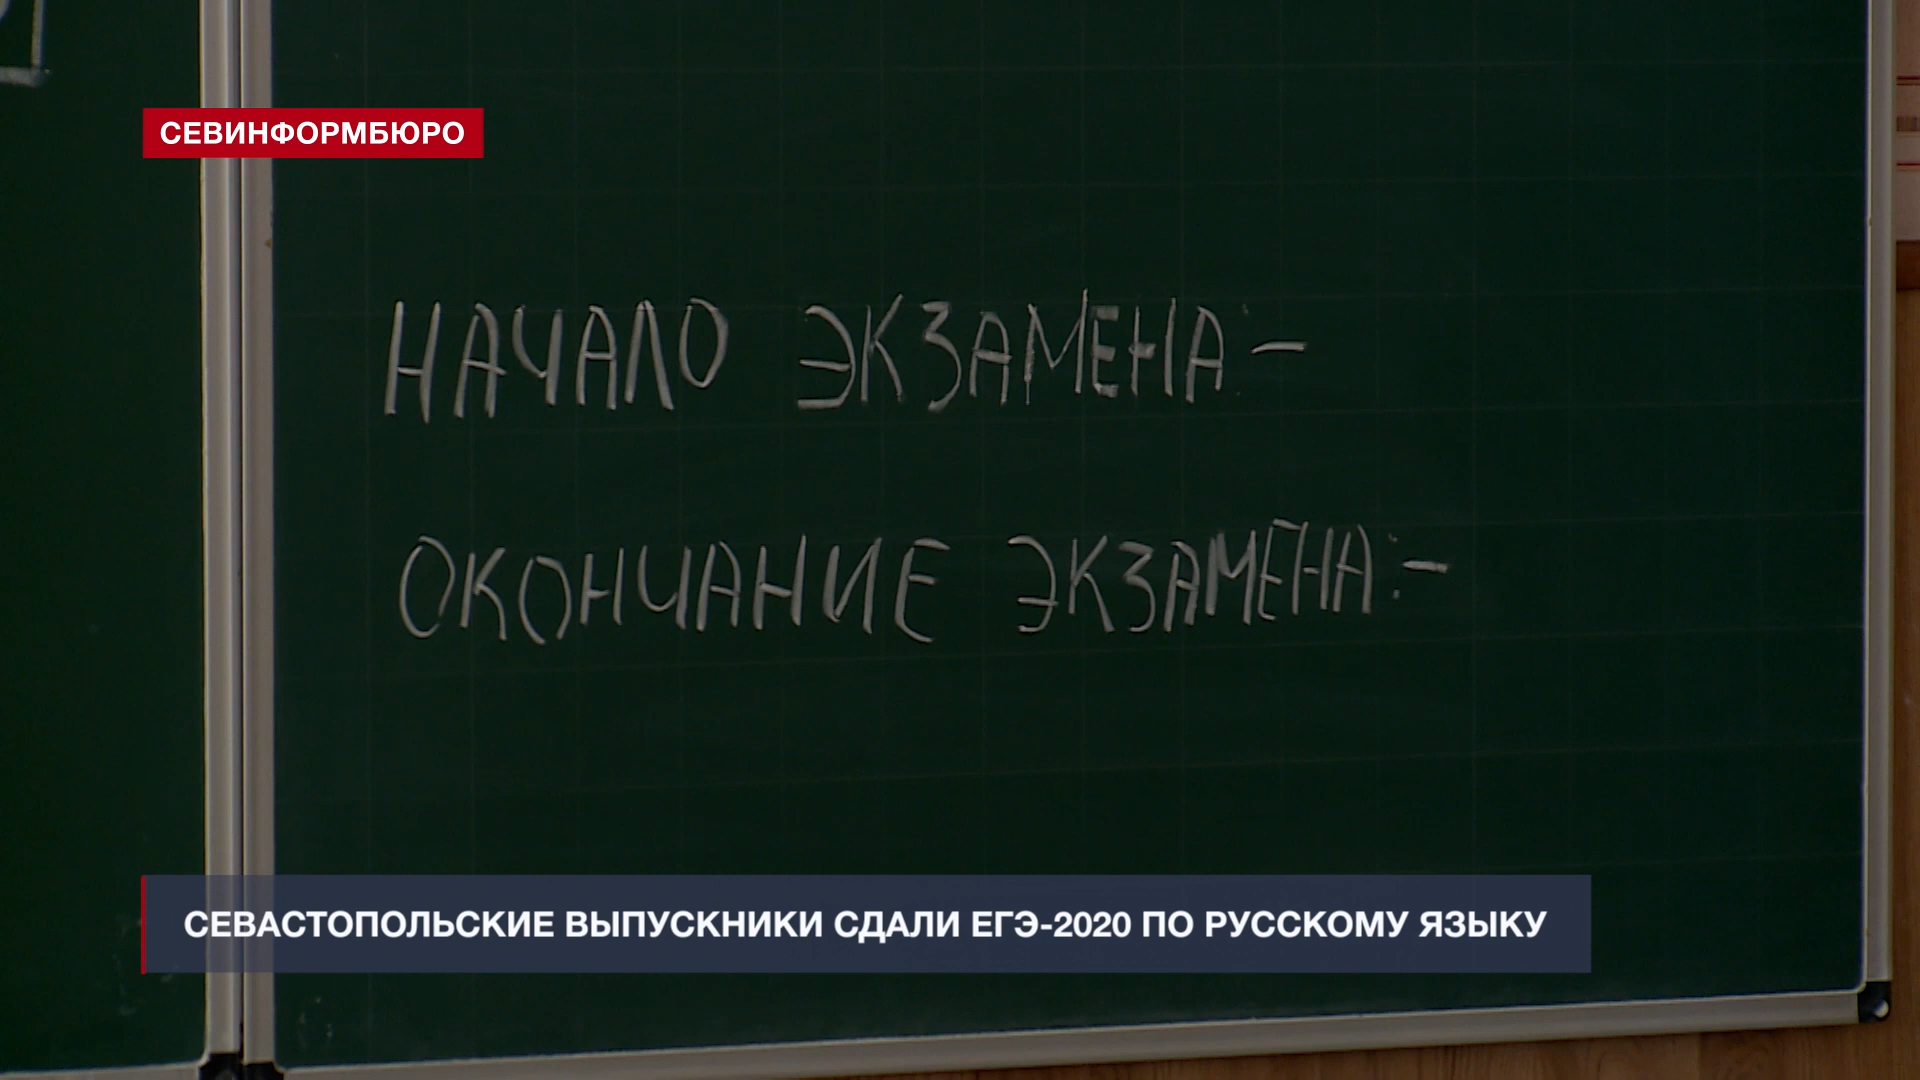 СЕВИНФОРМБЮРО
НАЧАЛО ЭКЗАМЕНА:–
ОКОНЧАНИЕ ЭКЗАМЕНА:–
СЕВАСТОПОЛЬСКИЕ ВЫПУСКНИКИ СДАЛИ ЕГЭ-2020 ПО РУССКОМУ ЯЗЫКУ